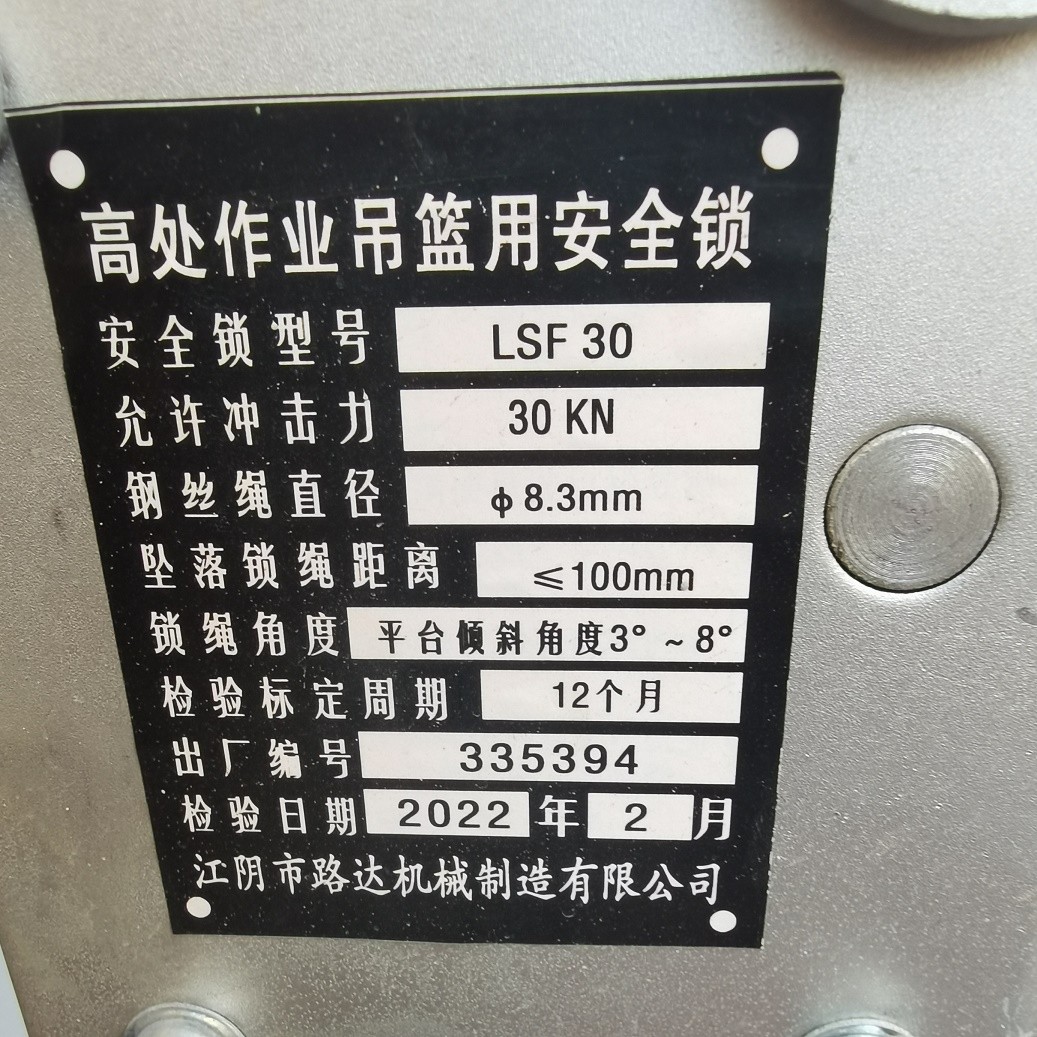 高处作业吊篮用安全锁
安全锁型号 LSF 30
允许冲击力 30 KN
钢丝绳直径 ф8.3mm
坠落锁绳距离 ≤100mm
锁绳角度 平台倾斜角度3°~8°
检验标定周期 12个月
出厂编号 335394
检验日期 2022 年 2 月
江阴市路达机械制造有限公司